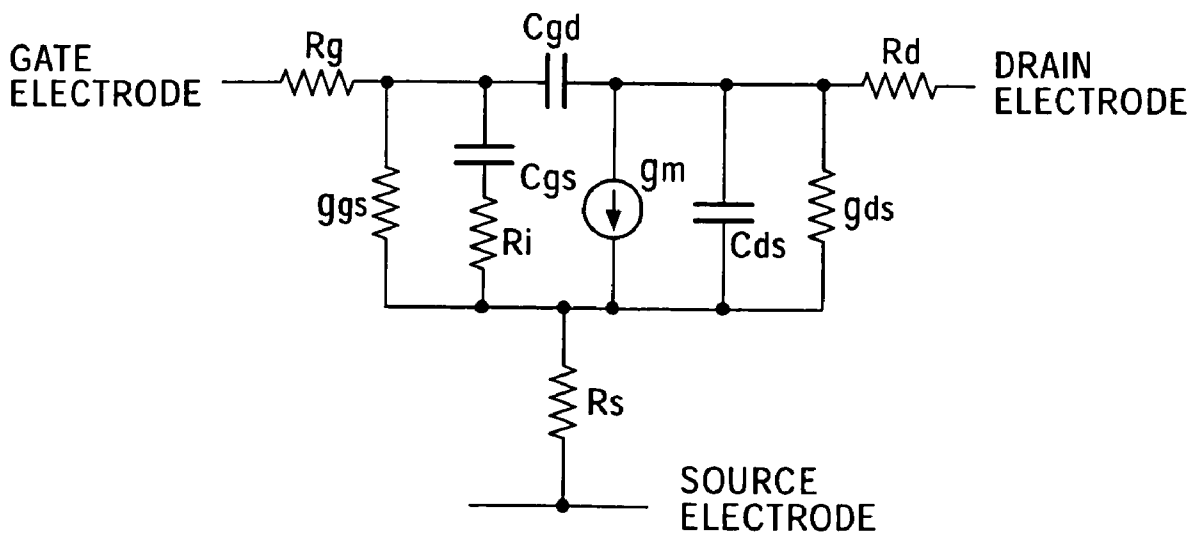 GATE
ELECTRODE
Rg
Cgd
Rd
DRAIN
ELECTRODE
ggs
Cgs
Ri
gm
Cds
gds
Rs
SOURCE
ELECTRODE